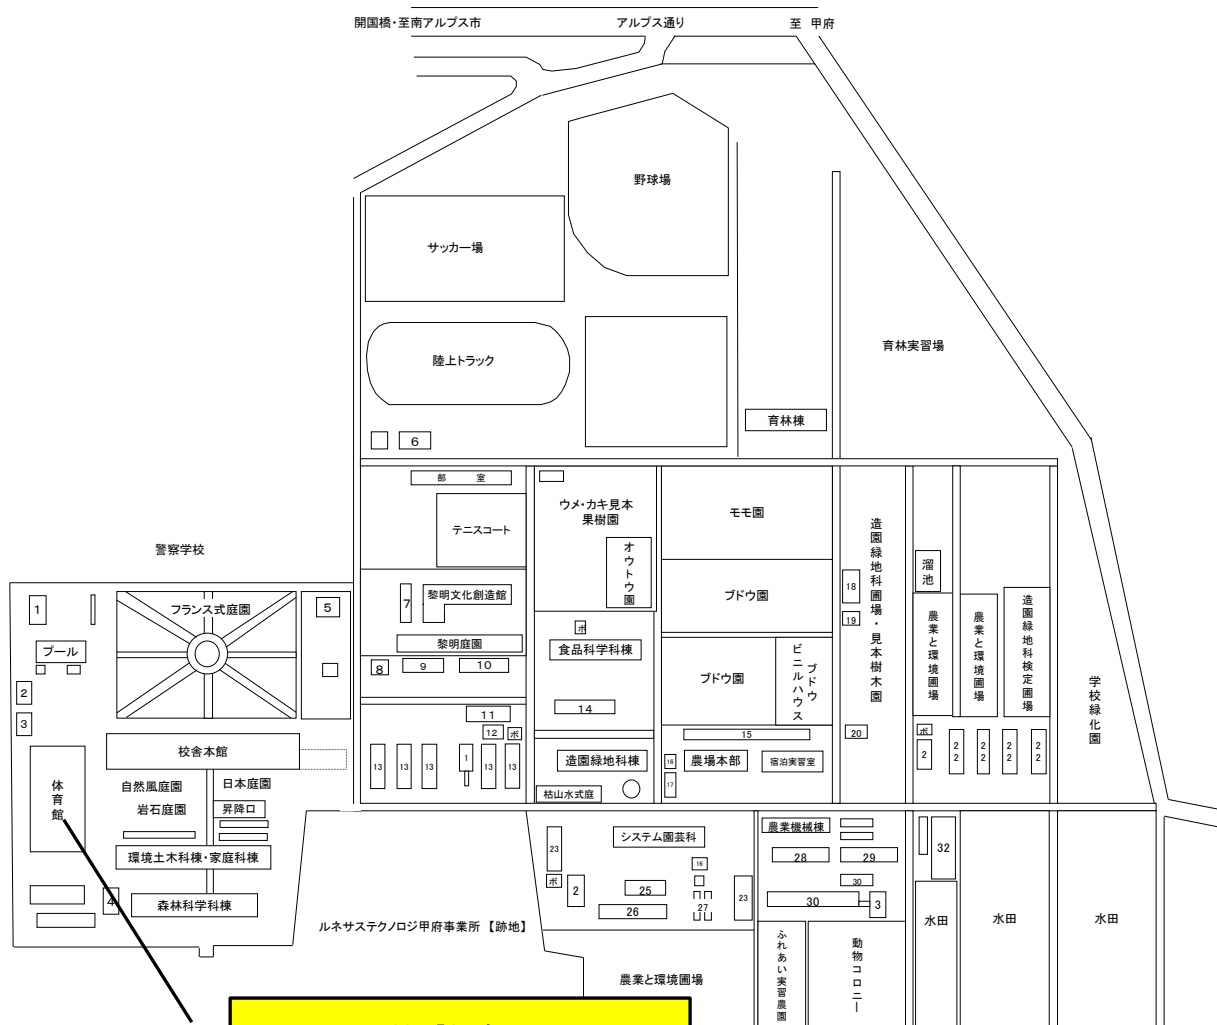 開国橋・至南アルプス市
アルプス通り
至 甲府
野球場
サッカー場
陸上トラック
育林実習場
育林棟
6
部 室
テニスコート
ウメ・カキ見本
果樹園
オウトウ園
モモ園
ブドウ園
造園緑地科圃場・見本樹木園
溜池
農業と環境圃場
農業と環境圃場
造園緑地科検定圃場
学校緑化園
警察学校
1
フランス式庭園
5
プール
2
3
7
黎明文化創造館
黎明庭園
8
9
10
ボ
食品科学科棟
14
ブドウ園
ブドウ
ビニルハウス
18
19
20
11
12
ボ
13
13
13
1
13
13
造園緑地科棟
枯山水式庭
15
16
17
農場本部
宿泊実習室
ボ
2
22
22
22
22
校舎本館
体育館
自然風庭園
岩石庭園
日本庭園
昇降口
環境土木科棟・家庭科棟
4
森林科学科棟
ルネサステクノロジ甲府事業所 【跡地】
23
ボ
2
システム園芸科
16
25
26
27
23
農業機械棟
28
29
30
30
3
32
水田
水田
水田
農業と環境圃場
ふれあい実習農園
動物コロニー